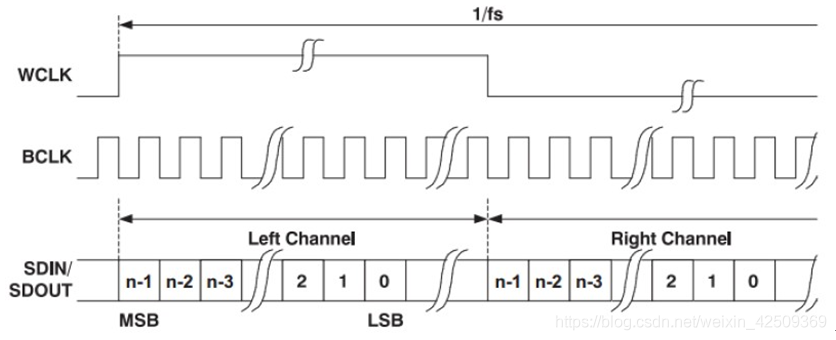 1/fs
WCLK
BCLK
Left Channel Right Channel
SDIN/
SDOUT
n-1 n-2 n-3 2 1 0 n-1 n-2 n-3 2 1 0
MSB LSB
https://blog.csdn.net/weixin_42509369